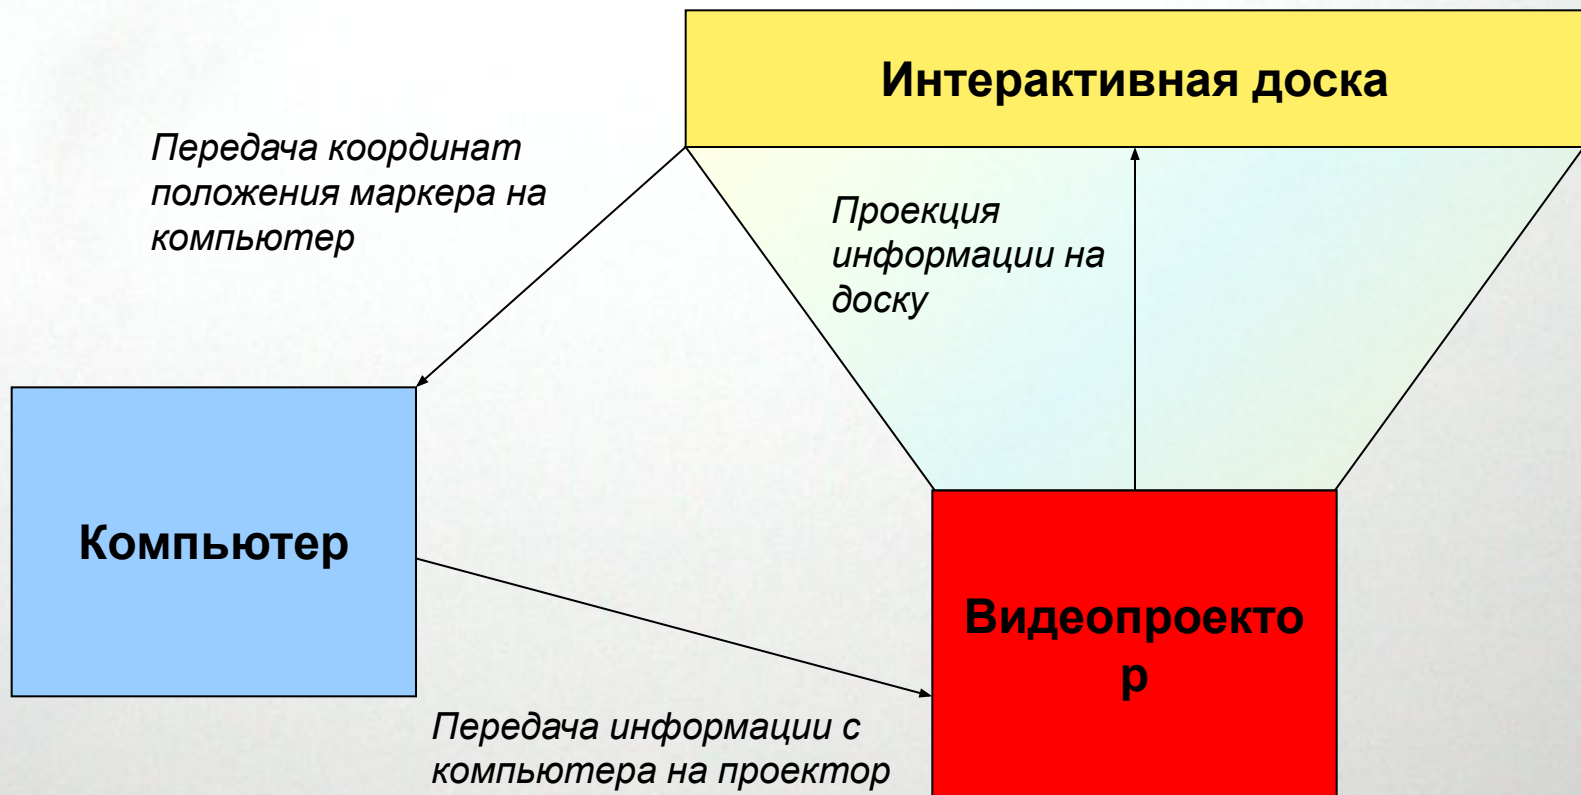 Интерактивная доска
Передача координат
положения маркера на
компьютер
Проекция
информации на
доску
Компьютер
Видеопроекто
р
Передача информации с
компьютера на проектор